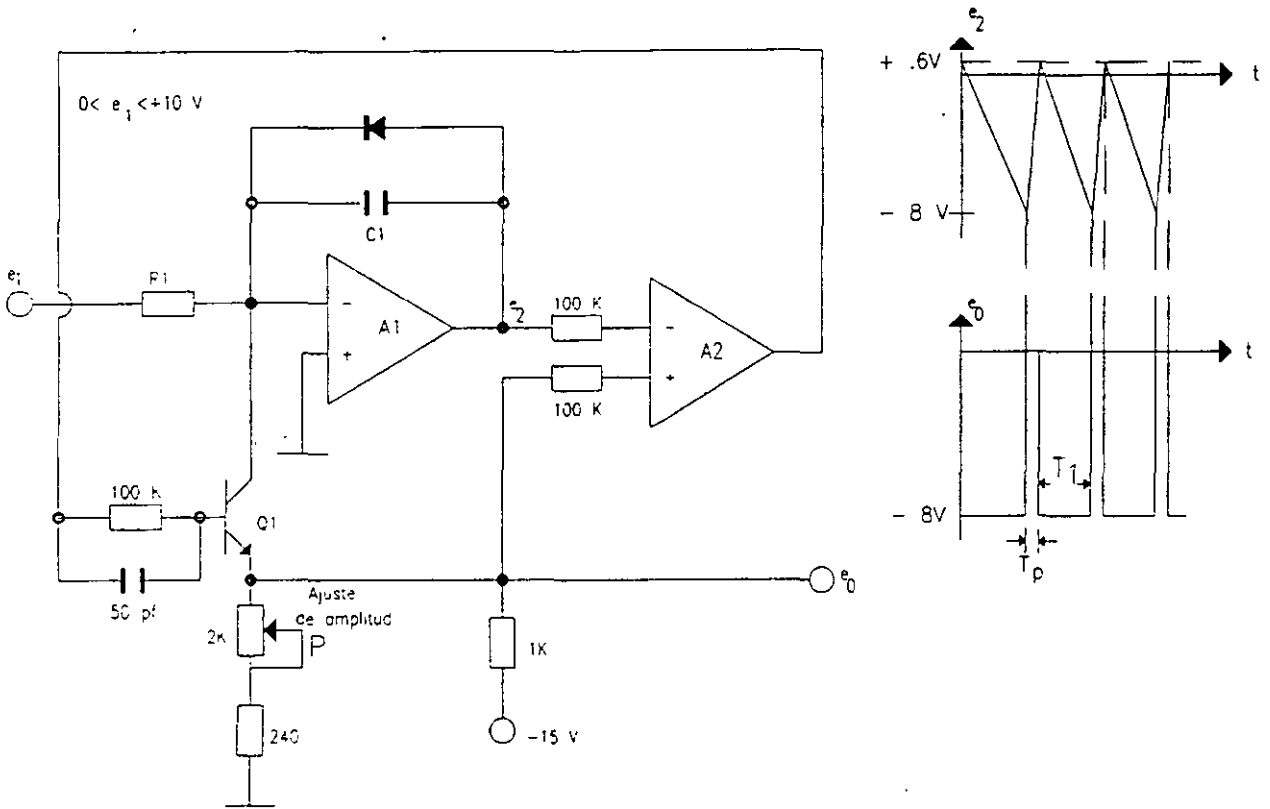 0< e₁ <+10 V
C1
eᵢ
R1
A1
e₂
100 K
100 K
A2
100 K
50 pf
Q1
Ajuste
de amplitud
2K
P
240
1K
-15 V
e₀
e₂
+ .6V
t
- 8 V
e₀
t
T₁
- 8V
Tₚ